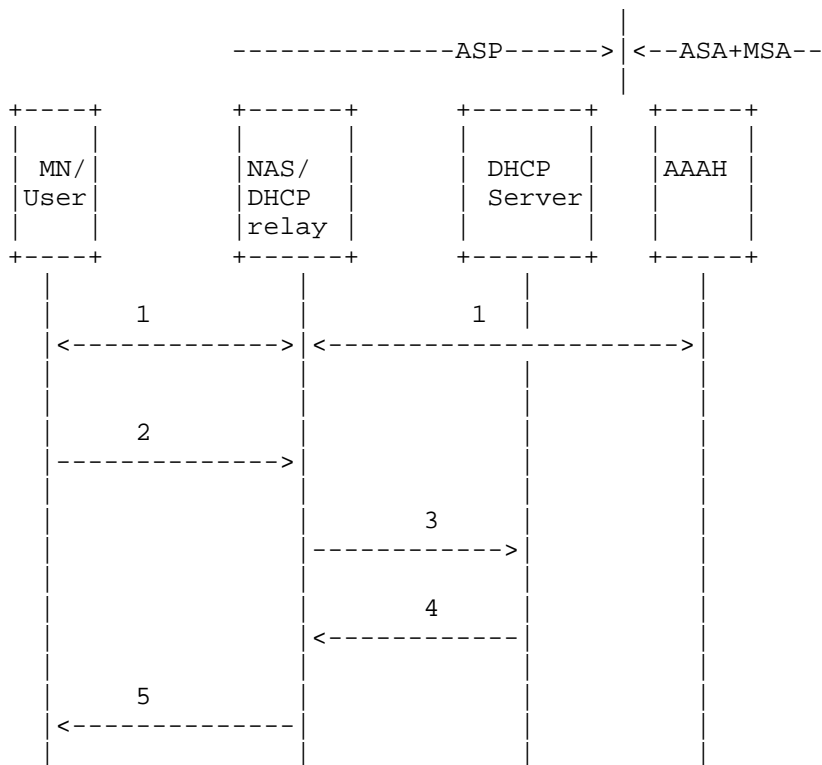 ASP ASA+MSA
MN/ NAS/ DHCP AAAH
User DHCP Server
relay
1 1
2
3
4
5